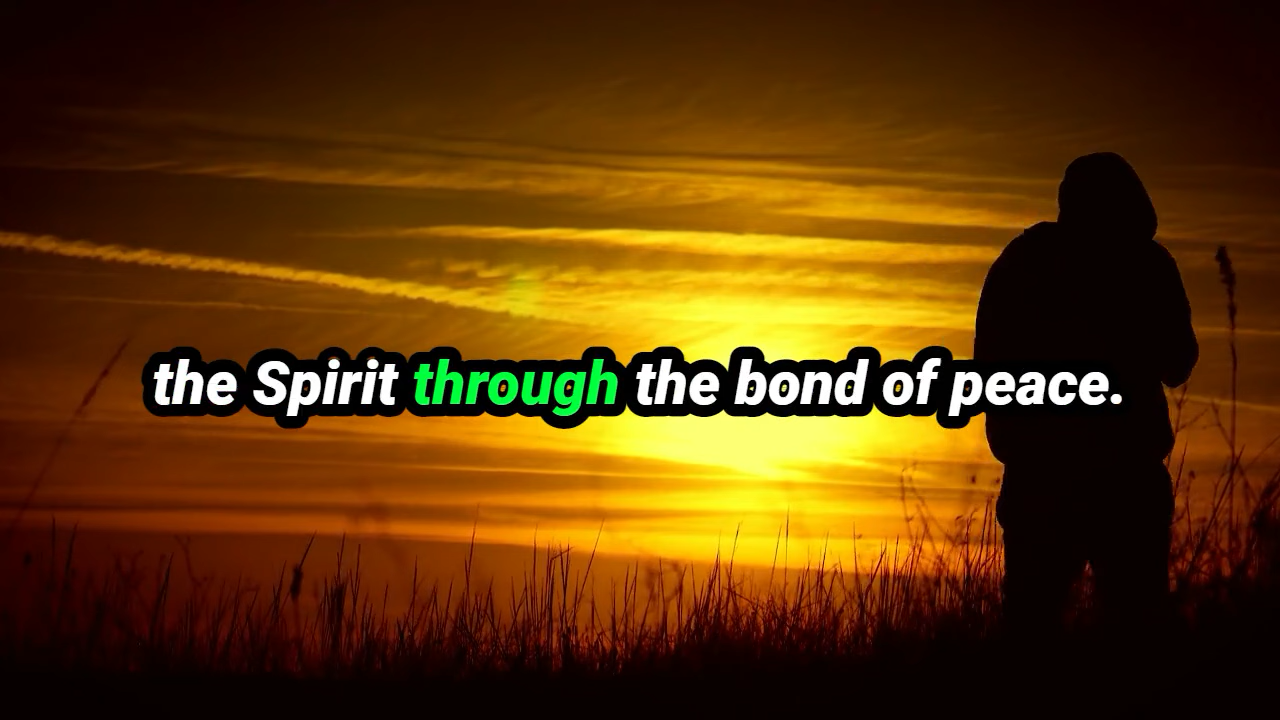 the Spirit through the bond of peace.